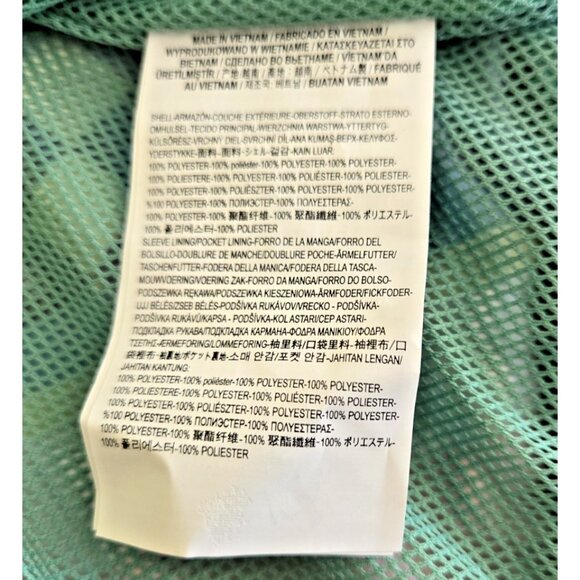 MADE IN VIETNAM / FABRICADO EN VIETNAM /
WYPRODUKOWANO W WIETNAMIE / ΚΑΤΑΣΚΕΥΑΖΕΤΑΙ ΣΤΟ
ΒΙΕΤΝΑΜ / СДЕЛАНО ВО ВЬЕТНАМЕ / VIETNAM'DA
ÜRETİLMİŞTİR / 产地:越南 / 產地:越南 / ベトナム製 / FABRIQUÉ
AU VIETNAM / 제조국: 베트남 / BUATAN VIETNAM
SHELL-ARMAZÓN-COUCHE EXTÉRIEURE-OBERSTOFF-STRATO ESTERNO-
OMHULSEL-TECIDO PRINCIPAL-WIERZCHNIA WARSTWA-YTTERTYG-
KÜLSŐRÉSZ-VRCHNÝ DIEL-SVRCHNÍ DÍL-ANA KUMAŞ-ВЕРХ-ΚΕΛΥΦΟΣ-
YDERSTYKKE-面料-面料-シェル-겉감-KAN LUAR:
100% POLYESTER-100% poliéster-100% POLYESTER-100% POLYESTER-
100% POLIESTERE-100% POLYESTER-100% POLIÉSTER-100% POLIESTER-
100% POLYESTER-100% POLIÉSZTER-100% POLYESTER-100% POLYESTER-
%100 POLYESTER-100% ПОЛИЭСТЕР-100% ΠΟΛΥΕΣΤΕΡΑΣ-
100% POLYESTER-100% 聚酯纤维-100% 聚酯纖維-100% ポリエステル-
100% 폴리에스터-100% POLIESTER
SLEEVE LINING/POCKET LINING-FORRO DE LA MANGA/FORRO DEL
BOLSILLO-DOUBLURE DE MANCHE/DOUBLURE POCHE-ÄRMELFUTTER/
TASCHENFUTTER-FODERA DELLA MANICA/FODERA DELLA TASCA-
MOUWVOERING/VOERING ZAK-FORRO DA MANGA/FORRO DO BOLSO-
PODSZEWKA RĘKAWA/PODSZEWKA KIESZENIOWA-ÄRMFODER/FICKFODER-
UJJ BÉLÉS/ZSEB BÉLÉS-PODŠÍVKA RUKÁVOV/VRECKO - PODŠÍVKA-
PODŠÍVKA RUKÁVŮ/KAPSA - PODŠÍVKA-KOL ASTARI/CEP ASTARI-
ПОДКЛАДКА РУКАВА/ПОДКЛАДКА КАРМАНА-ΦΟΔΡΑ ΜΑΝΙΚΙΟΥ/ΦΟΔΡΑ
ΤΣΕΠΗΣ-ÆRMEFORING/LOMMEFORING-袖里料/口袋里料-袖裡布/口
袋裡布-袖裏地/ポケット裏地-소매 안감/포켓 안감-JAHITAN LENGAN/
JAHITAN KANTUNG:
100% POLYESTER-100% poliéster-100% POLYESTER-100% POLYESTER-
100% POLIESTERE-100% POLYESTER-100% POLIÉSTER-100% POLIESTER-
100% POLYESTER-100% POLIÉSZTER-100% POLYESTER-100% POLYESTER-
%100 POLYESTER-100% ПОЛИЭСТЕР-100% ΠΟΛΥΕΣΤΕΡΑΣ-
100% POLYESTER-100% 聚酯纤维-100% 聚酯纖維-100% ポリエステル-
100% 폴리에스터-100% POLIESTER